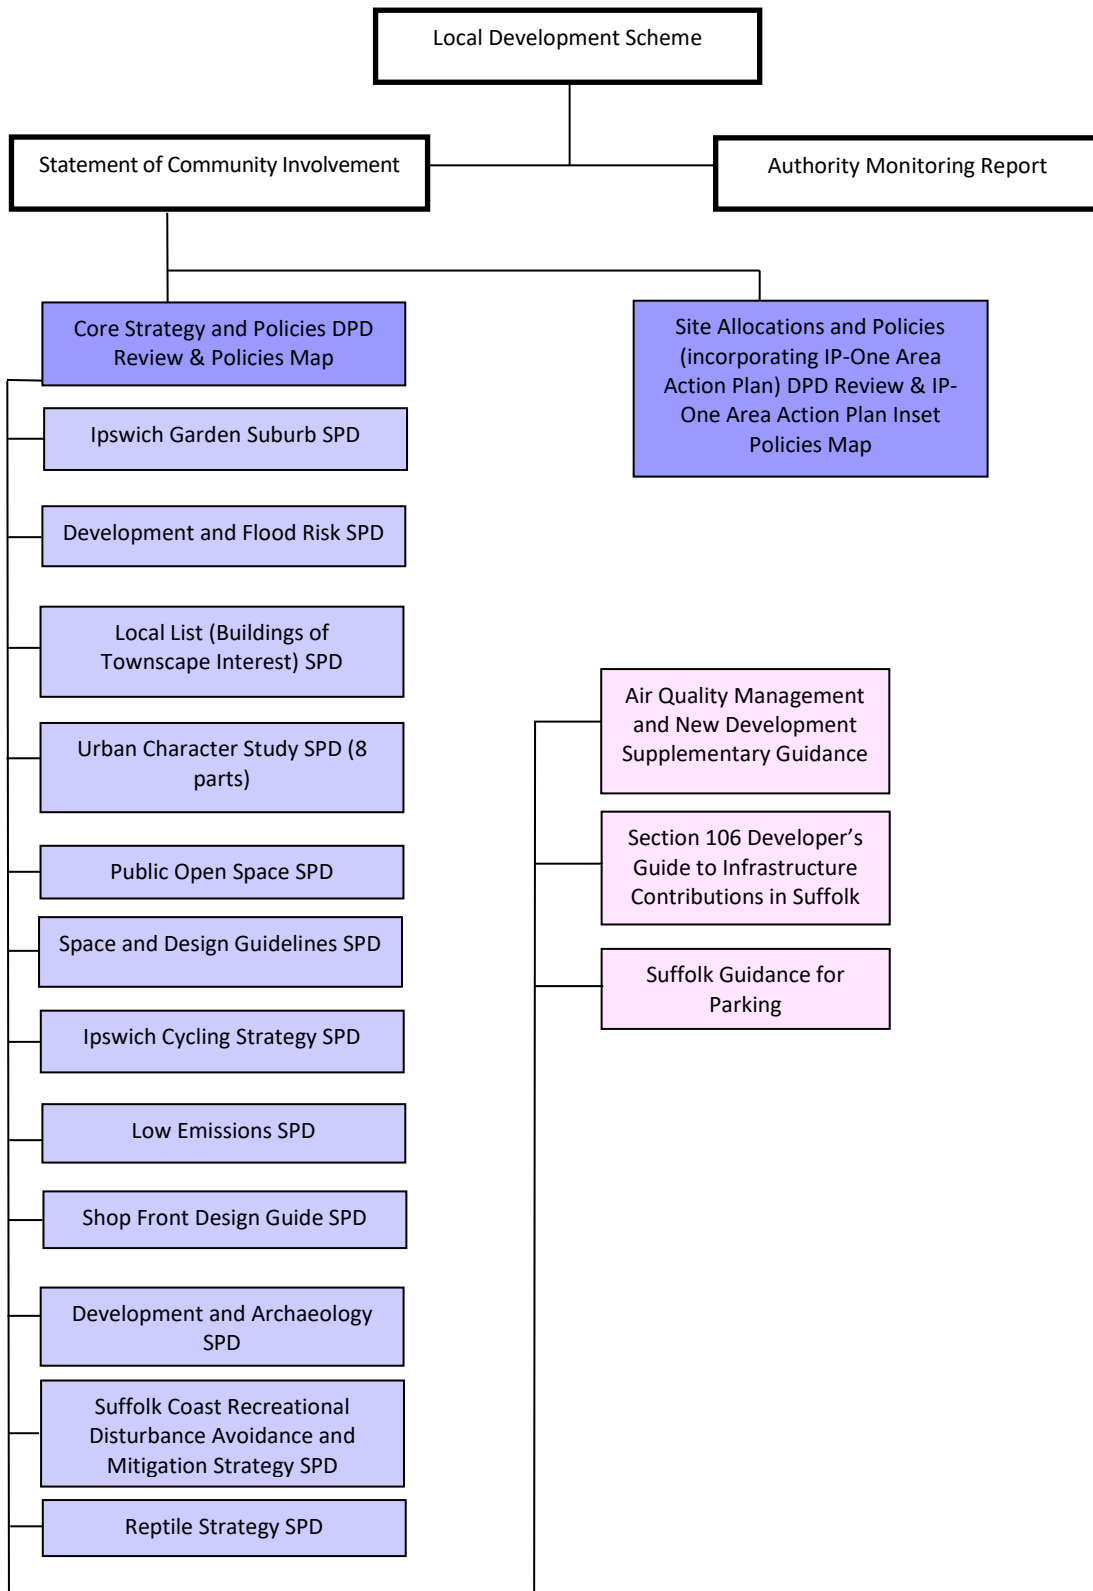 Local Development Scheme
Statement of Community Involvement
Authority Monitoring Report
Core Strategy and Policies DPD
Review & Policies Map
Site Allocations and Policies
(incorporating IP-One Area
Action Plan) DPD Review & IP-
One Area Action Plan Inset
Policies Map
Ipswich Garden Suburb SPD
Development and Flood Risk SPD
Local List (Buildings of
Townscape Interest) SPD
Urban Character Study SPD (8
parts)
Public Open Space SPD
Space and Design Guidelines SPD
Ipswich Cycling Strategy SPD
Low Emissions SPD
Shop Front Design Guide SPD
Development and Archaeology
SPD
Suffolk Coast Recreational
Disturbance Avoidance and
Mitigation Strategy SPD
Reptile Strategy SPD
Air Quality Management
and New Development
Supplementary Guidance
Section 106 Developer’s
Guide to Infrastructure
Contributions in Suffolk
Suffolk Guidance for
Parking